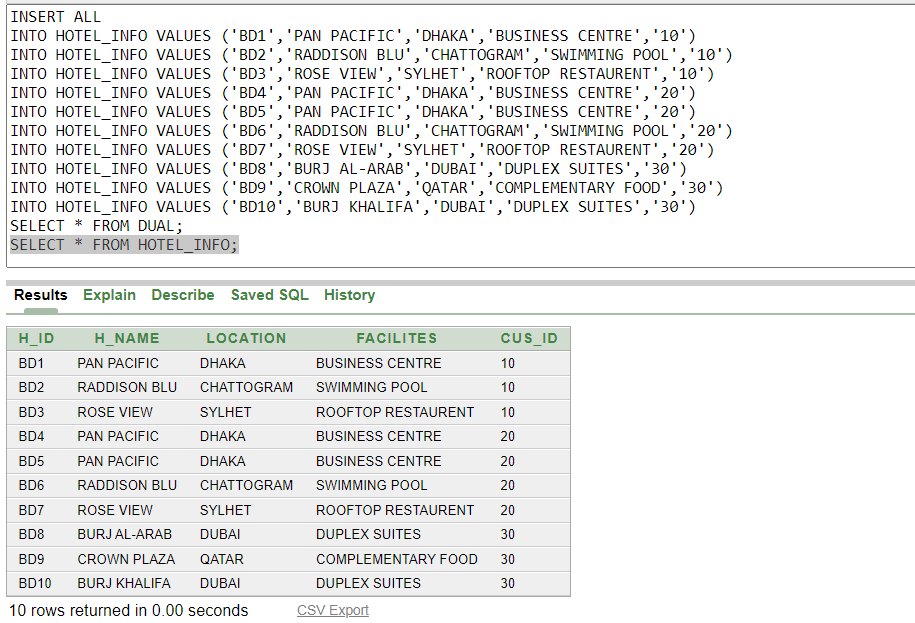 INSERT ALL
INTO HOTEL_INFO VALUES ('BD1','PAN PACIFIC','DHAKA','BUSINESS CENTRE','10')
INTO HOTEL_INFO VALUES ('BD2','RADDISON BLU','CHATTOGRAM','SWIMMING POOL','10')
INTO HOTEL_INFO VALUES ('BD3','ROSE VIEW','SYLHET','ROOFTOP RESTAURENT','10')
INTO HOTEL_INFO VALUES ('BD4','PAN PACIFIC','DHAKA','BUSINESS CENTRE','20')
INTO HOTEL_INFO VALUES ('BD5','PAN PACIFIC','DHAKA','BUSINESS CENTRE','20')
INTO HOTEL_INFO VALUES ('BD6','RADDISON BLU','CHATTOGRAM','SWIMMING POOL','20')
INTO HOTEL_INFO VALUES ('BD7','ROSE VIEW','SYLHET','ROOFTOP RESTAURENT','20')
INTO HOTEL_INFO VALUES ('BD8','BURJ AL-ARAB','DUBAI','DUPLEX SUITES','30')
INTO HOTEL_INFO VALUES ('BD9','CROWN PLAZA','QATAR','COMPLEMENTARY FOOD','30')
INTO HOTEL_INFO VALUES ('BD10','BURJ KHALIFA','DUBAI','DUPLEX SUITES','30')
SELECT * FROM DUAL;
SELECT * FROM HOTEL_INFO;
Results Explain Describe Saved SQL History
H_ID H_NAME LOCATION FACILITES CUS_ID
BD1 PAN PACIFIC DHAKA BUSINESS CENTRE 10
BD2 RADDISON BLU CHATTOGRAM SWIMMING POOL 10
BD3 ROSE VIEW SYLHET ROOFTOP RESTAURENT 10
BD4 PAN PACIFIC DHAKA BUSINESS CENTRE 20
BD5 PAN PACIFIC DHAKA BUSINESS CENTRE 20
BD6 RADDISON BLU CHATTOGRAM SWIMMING POOL 20
BD7 ROSE VIEW SYLHET ROOFTOP RESTAURENT 20
BD8 BURJ AL-ARAB DUBAI DUPLEX SUITES 30
BD9 CROWN PLAZA QATAR COMPLEMENTARY FOOD 30
BD10 BURJ KHALIFA DUBAI DUPLEX SUITES 30
10 rows returned in 0.00 seconds CSV Export